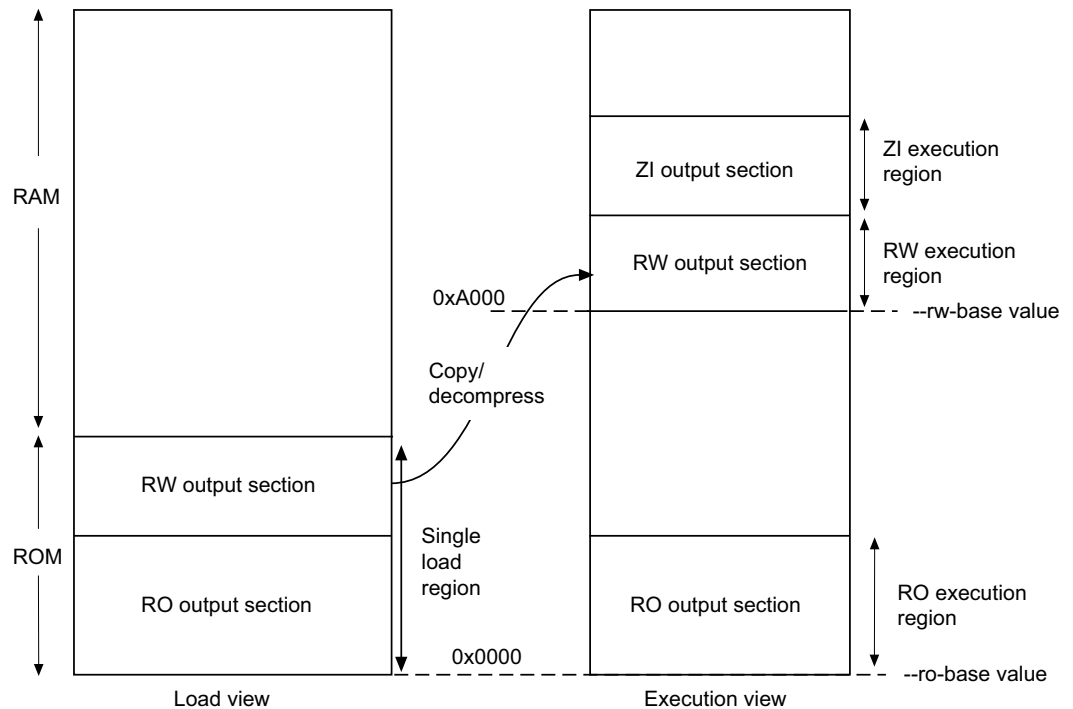 RAM
ROM
RW output section
RO output section
Single
load
region
Copy/
decompress
0xA000
0x0000
Load view
ZI output section
RW output section
RO output section
Execution view
ZI execution
region
RW execution
region
--rw-base value
RO execution
region
--ro-base value